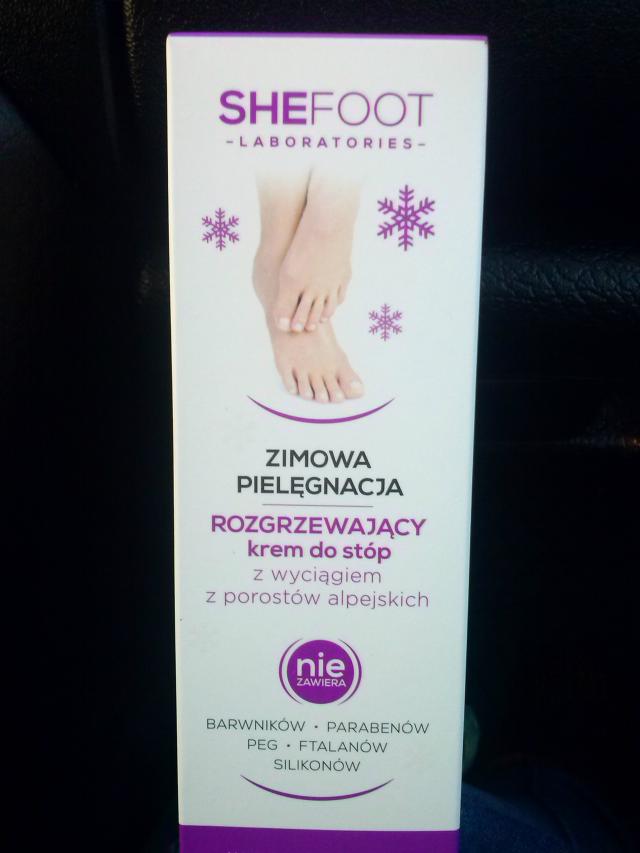 SHEFOOT
-LABORATORIES-
ZIMOWA
PIELĘGNACJA
ROZGRZEWAJĄCY
krem do stóp
z wyciągiem
z porostów alpejskich
nie
ZAWIERA
BARWNIKÓW · PARABENÓW
PEG · FTALANÓW
SILIKONÓW